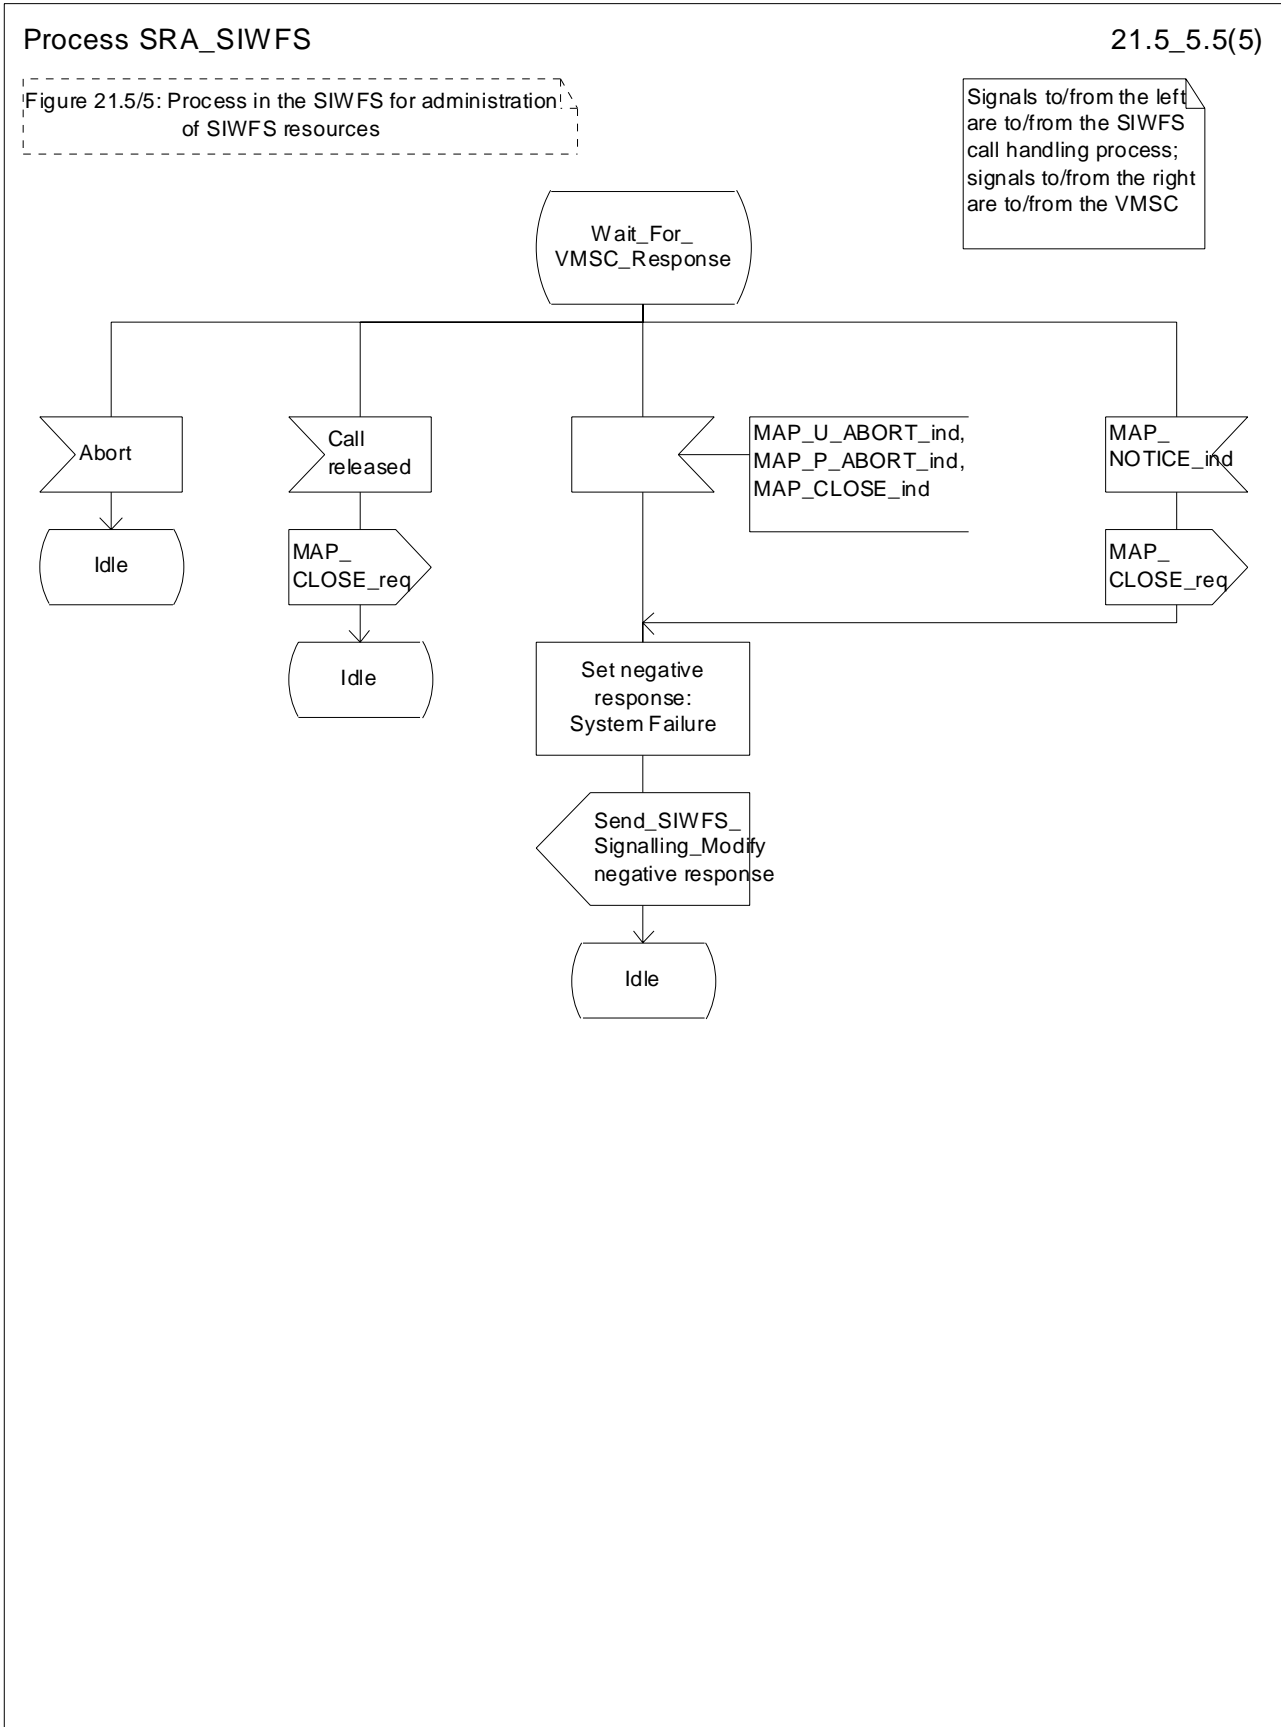 Process SRA_SIWFS
21.5_5.5(5)
Figure 21.5/5: Process in the SIWFS for administration
of SIWFS resources
Signals to/from the left
are to/from the SIWFS
call handling process;
signals to/from the right
are to/from the VMSC
Wait_For_
VMSC_Response
Abort
Call
released
MAP_U_ABORT_ind,
MAP_P_ABORT_ind,
MAP_CLOSE_ind
MAP_
NOTICE_ind
Idle
MAP_
CLOSE_req
MAP_
CLOSE_req
Idle
Set negative
response:
System Failure
Send_SIWFS_
Signalling_Modify
negative response
Idle